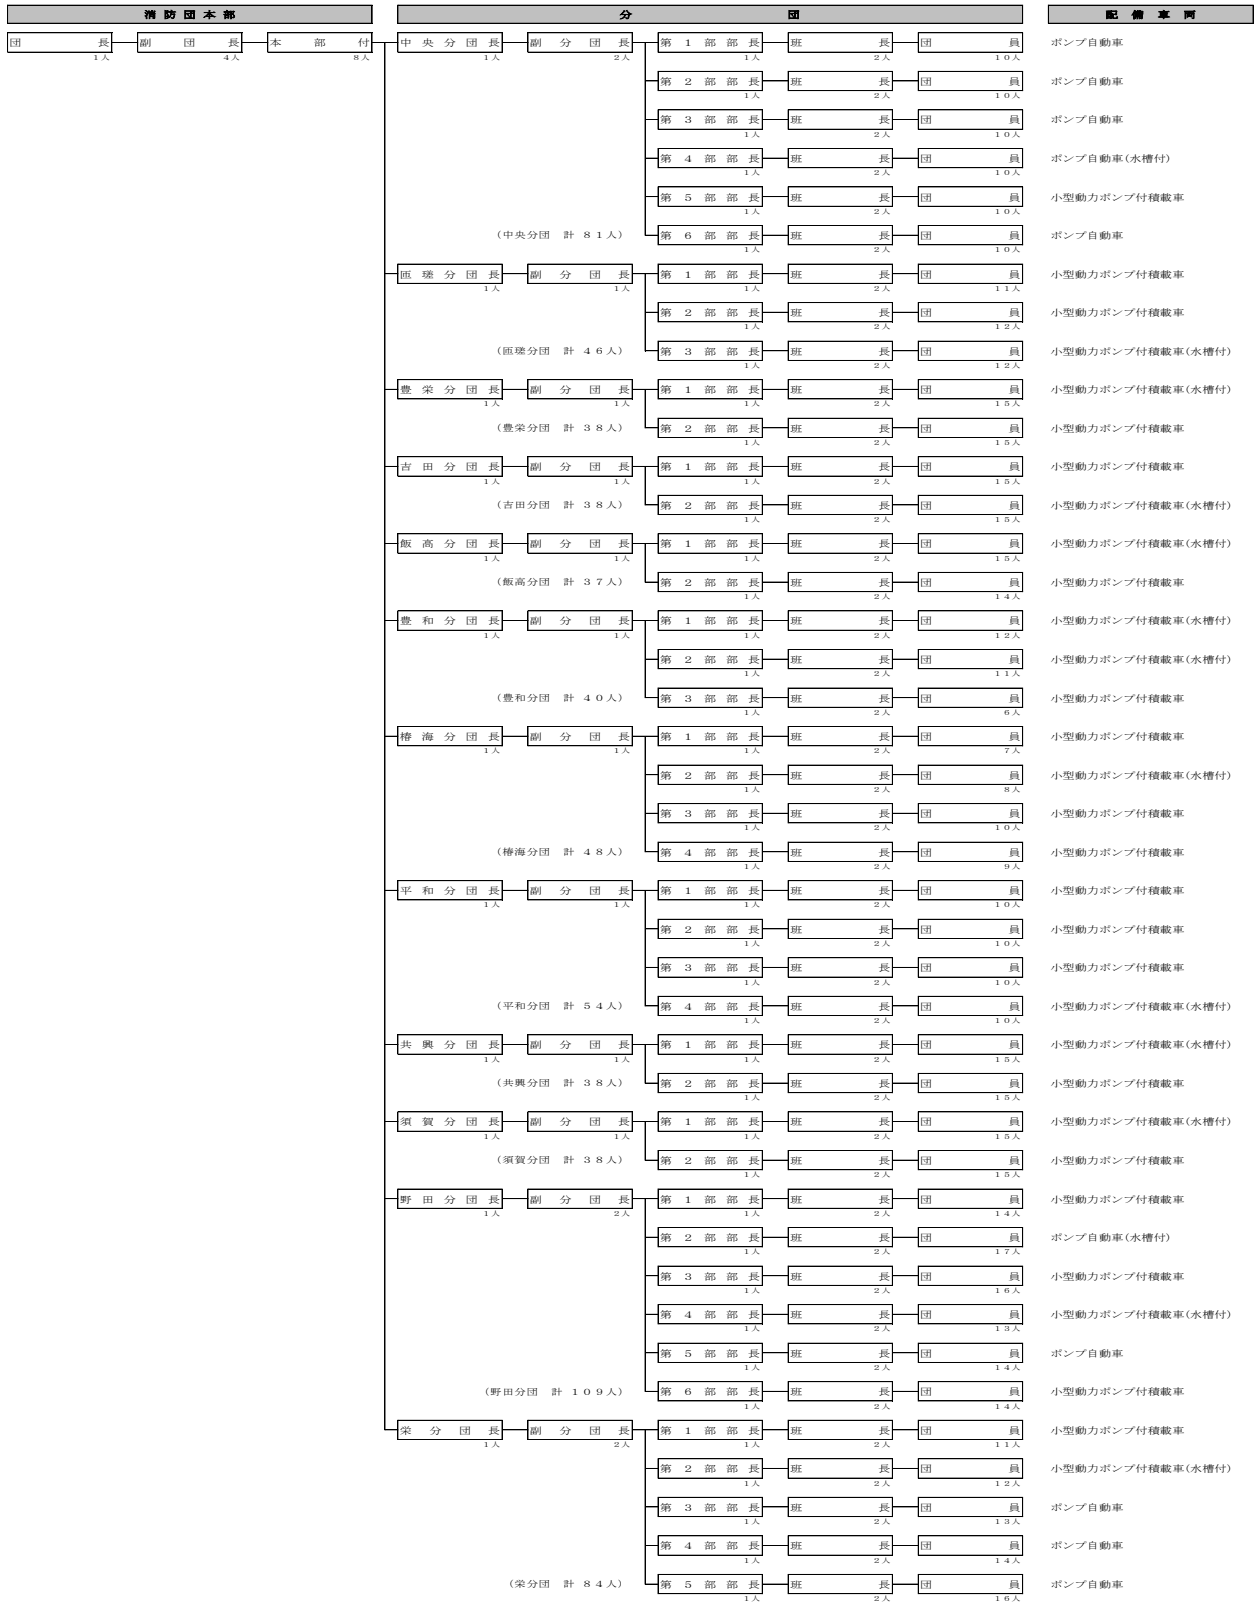 消防団本部 分団 配備車両
団長 副団長 本部付 中央分団長 副分団長 第1部部長 班長 団員 ポンプ自動車
1人 4人 8人 1人 2人 1人 2人 10人
第2部部長 班長 団員 ポンプ自動車
1人 2人 10人
第3部部長 班長 団員 ポンプ自動車
1人 2人 10人
第4部部長 班長 団員 ポンプ自動車(水槽付)
1人 2人 10人
第5部部長 班長 団員 小型動力ポンプ付積載車
1人 2人 10人
(中央分団 計 81人) 第6部部長 班長 団員 ポンプ自動車
1人 2人 10人
匝瑳分団長 副分団長 第1部部長 班長 団員 小型動力ポンプ付積載車
1人 1人 1人 2人 11人
第2部部長 班長 団員 小型動力ポンプ付積載車
1人 2人 12人
(匝瑳分団 計 46人) 第3部部長 班長 団員 小型動力ポンプ付積載車(水槽付)
1人 2人 12人
豊栄分団長 副分団長 第1部部長 班長 団員 小型動力ポンプ付積載車(水槽付)
1人 1人 1人 2人 15人
(豊栄分団 計 38人) 第2部部長 班長 団員 小型動力ポンプ付積載車
1人 2人 15人
吉田分団長 副分団長 第1部部長 班長 団員 小型動力ポンプ付積載車
1人 1人 1人 2人 15人
(吉田分団 計 38人) 第2部部長 班長 団員 小型動力ポンプ付積載車(水槽付)
1人 2人 15人
飯高分団長 副分団長 第1部部長 班長 団員 小型動力ポンプ付積載車(水槽付)
1人 1人 1人 2人 15人
(飯高分団 計 37人) 第2部部長 班長 団員 小型動力ポンプ付積載車
1人 2人 14人
豊和分団長 副分団長 第1部部長 班長 団員 小型動力ポンプ付積載車(水槽付)
1人 1人 1人 2人 12人
第2部部長 班長 団員 小型動力ポンプ付積載車(水槽付)
1人 2人 11人
(豊和分団 計 40人) 第3部部長 班長 団員 小型動力ポンプ付積載車
1人 2人 6人
椿海分団長 副分団長 第1部部長 班長 団員 小型動力ポンプ付積載車
1人 1人 1人 2人 7人
第2部部長 班長 団員 小型動力ポンプ付積載車(水槽付)
1人 2人 8人
第3部部長 班長 団員 小型動力ポンプ付積載車
1人 2人 10人
(椿海分団 計 48人) 第4部部長 班長 団員 小型動力ポンプ付積載車
1人 2人 9人
平和分団長 副分団長 第1部部長 班長 団員 小型動力ポンプ付積載車
1人 1人 1人 2人 10人
第2部部長 班長 団員 小型動力ポンプ付積載車
1人 2人 10人
第3部部長 班長 団員 小型動力ポンプ付積載車
1人 2人 10人
(平和分団 計 54人) 第4部部長 班長 団員 小型動力ポンプ付積載車(水槽付)
1人 2人 10人
共興分団長 副分団長 第1部部長 班長 団員 小型動力ポンプ付積載車(水槽付)
1人 1人 1人 2人 15人
(共興分団 計 38人) 第2部部長 班長 団員 小型動力ポンプ付積載車
1人 2人 15人
須賀分団長 副分団長 第1部部長 班長 団員 小型動力ポンプ付積載車(水槽付)
1人 1人 1人 2人 15人
(須賀分団 計 38人) 第2部部長 班長 団員 小型動力ポンプ付積載車
1人 2人 15人
野田分団長 副分団長 第1部部長 班長 団員 小型動力ポンプ付積載車
1人 2人 1人 2人 14人
第2部部長 班長 団員 ポンプ自動車(水槽付)
1人 2人 17人
第3部部長 班長 団員 小型動力ポンプ付積載車
1人 2人 16人
第4部部長 班長 団員 小型動力ポンプ付積載車(水槽付)
1人 2人 13人
第5部部長 班長 団員 ポンプ自動車
1人 2人 14人
(野田分団 計 109人) 第6部部長 班長 団員 小型動力ポンプ付積載車
1人 2人 14人
栄分団長 副分団長 第1部部長 班長 団員 小型動力ポンプ付積載車
1人 2人 1人 2人 11人
第2部部長 班長 団員 小型動力ポンプ付積載車(水槽付)
1人 2人 12人
第3部部長 班長 団員 ポンプ自動車
1人 2人 13人
第4部部長 班長 団員 ポンプ自動車
1人 2人 14人
(栄分団 計 84人) 第5部部長 班長 団員 ポンプ自動車
1人 2人 16人